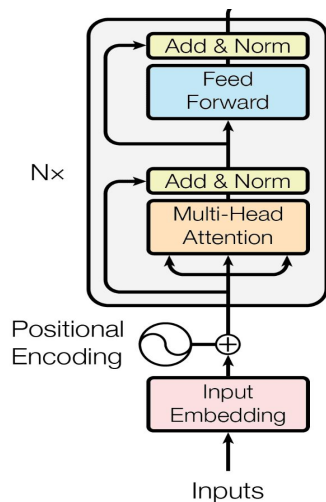 Add & Norm
Feed
Forward
N×
Add & Norm
Multi-Head
Attention
Positional
Encoding
Input
Embedding
Inputs